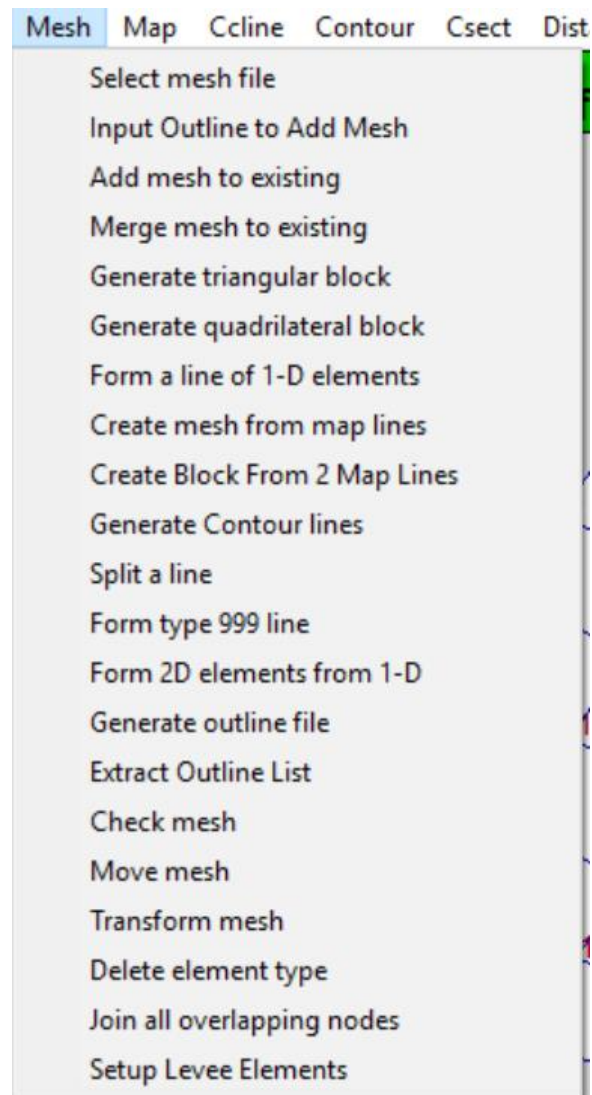 Mesh Map Ccline Contour Csect Dist
Select mesh file
Input Outline to Add Mesh
Add mesh to existing
Merge mesh to existing
Generate triangular block
Generate quadrilateral block
Form a line of 1-D elements
Create mesh from map lines
Create Block From 2 Map Lines
Generate Contour lines
Split a line
Form type 999 line
Form 2D elements from 1-D
Generate outline file
Extract Outline List
Check mesh
Move mesh
Transform mesh
Delete element type
Join all overlapping nodes
Setup Levee Elements